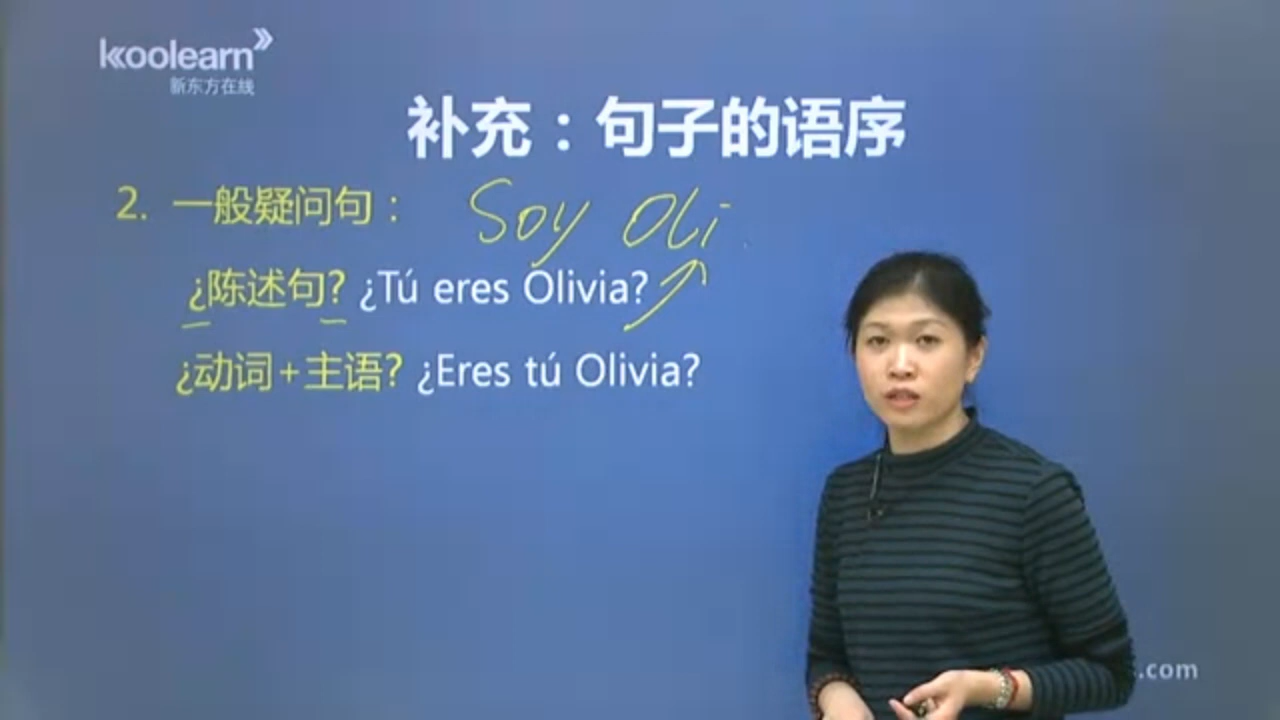 koolearn
新东方在线
补充：句子的语序
2. 一般疑问句： Soy Oli
¿陈述句? ¿Tú eres Olivia?
¿动词+主语? ¿Eres tú Olivia?
.com